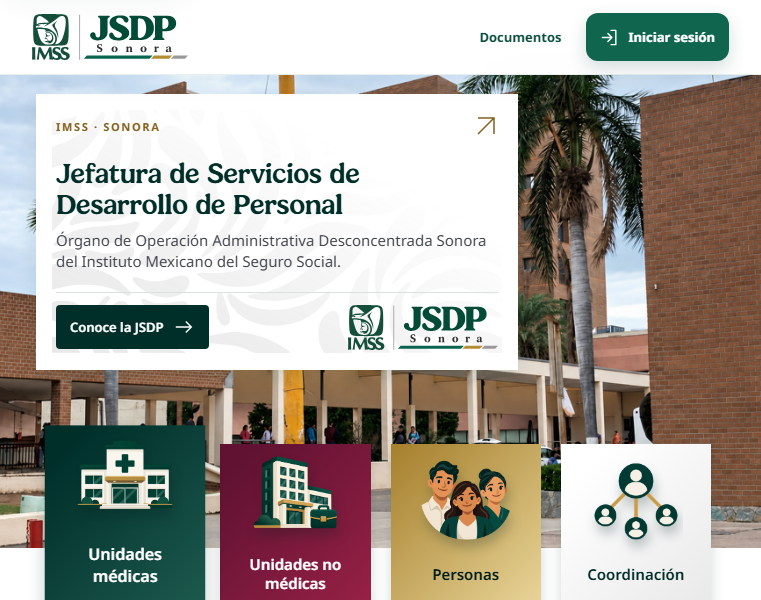 IMSS
JSDP
Sonora
Documentos
Iniciar sesión
IMSS · SONORA
Jefatura de Servicios de
Desarrollo de Personal
Órgano de Operación Administrativa Desconcentrada Sonora
del Instituto Mexicano del Seguro Social.
Conoce la JSDP
IMSS
JSDP
Sonora
Unidades
médicas
Unidades no
médicas
Personas
Coordinación